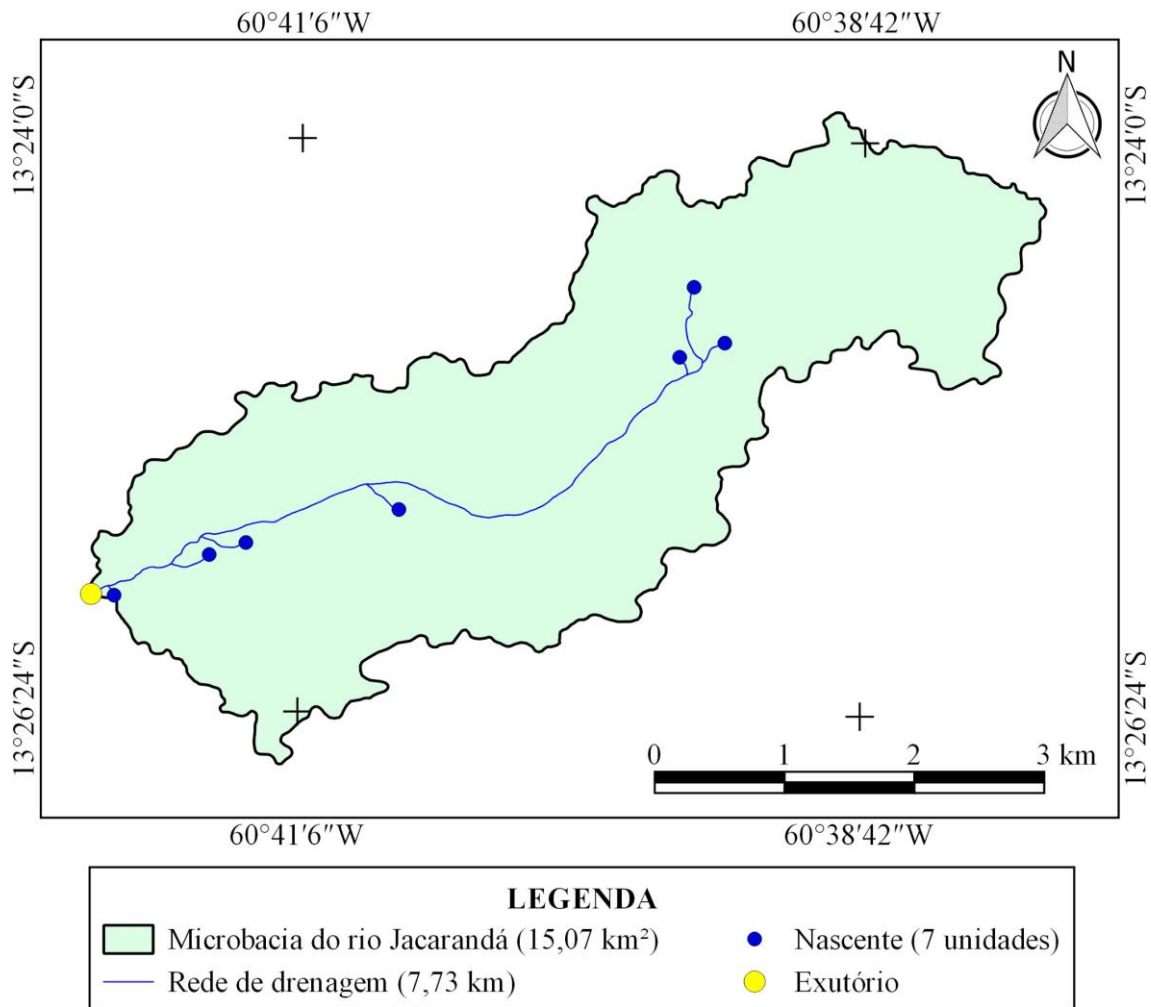 60°41′6″W 60°38′42″W
13°24′0″S 13°24′0″S
N
13°26′24″S 13°26′24″S
0 1 2 3 km
60°41′6″W 60°38′42″W
LEGENDA
Microbacia do rio Jacarandá (15,07 km²) Nascente (7 unidades)
Rede de drenagem (7,73 km) Exutório